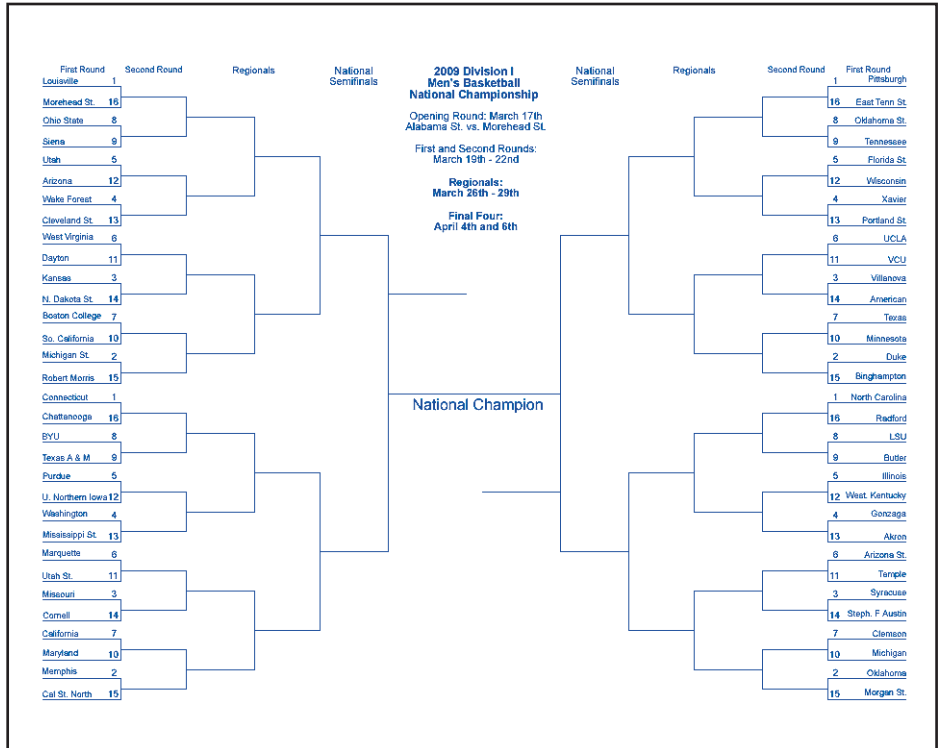 First Round Second Round Regionals National Semifinals
2009 Division I
Men's Basketball
National Championship
Opening Round: March 17th
Alabama St. vs. Morehead St.
First and Second Rounds:
March 19th - 22nd
Regionals:
March 26th - 29th
Final Four:
April 4th and 6th
National Semifinals Regionals Second Round First Round
Louisville 1
Morehead St. 16
Ohio State 8
Siena 9
Utah 5
Arizona 12
Wake Forest 4
Cleveland St. 13
West Virginia 6
Dayton 11
Kansas 3
N. Dakota St. 14
Boston College 7
So. California 10
Michigan St. 2
Robert Morris 15
Connecticut 1
Chattanooga 16
BYU 8
Texas A & M 9
Purdue 5
U. Northern Iowa 12
Washington 4
Mississippi St. 13
Marquette 6
Utah St. 11
Missouri 3
Cornell 14
California 7
Maryland 10
Memphis 2
Cal St. North 15
National Champion
1 Pittsburgh
16 East Tenn St.
8 Oklahoma St.
9 Tennessee
5 Florida St.
12 Wisconsin
4 Xavier
13 Portland St.
6 UCLA
11 VCU
3 Villanova
14 American
7 Texas
10 Minnesota
2 Duke
15 Binghampton
1 North Carolina
16 Radford
8 LSU
9 Butler
5 Illinois
12 West. Kentucky
4 Gonzaga
13 Akron
6 Arizona St.
11 Temple
3 Syracuse
14 Steph. F Austin
7 Clemson
10 Michigan
2 Oklahoma
15 Morgan St.